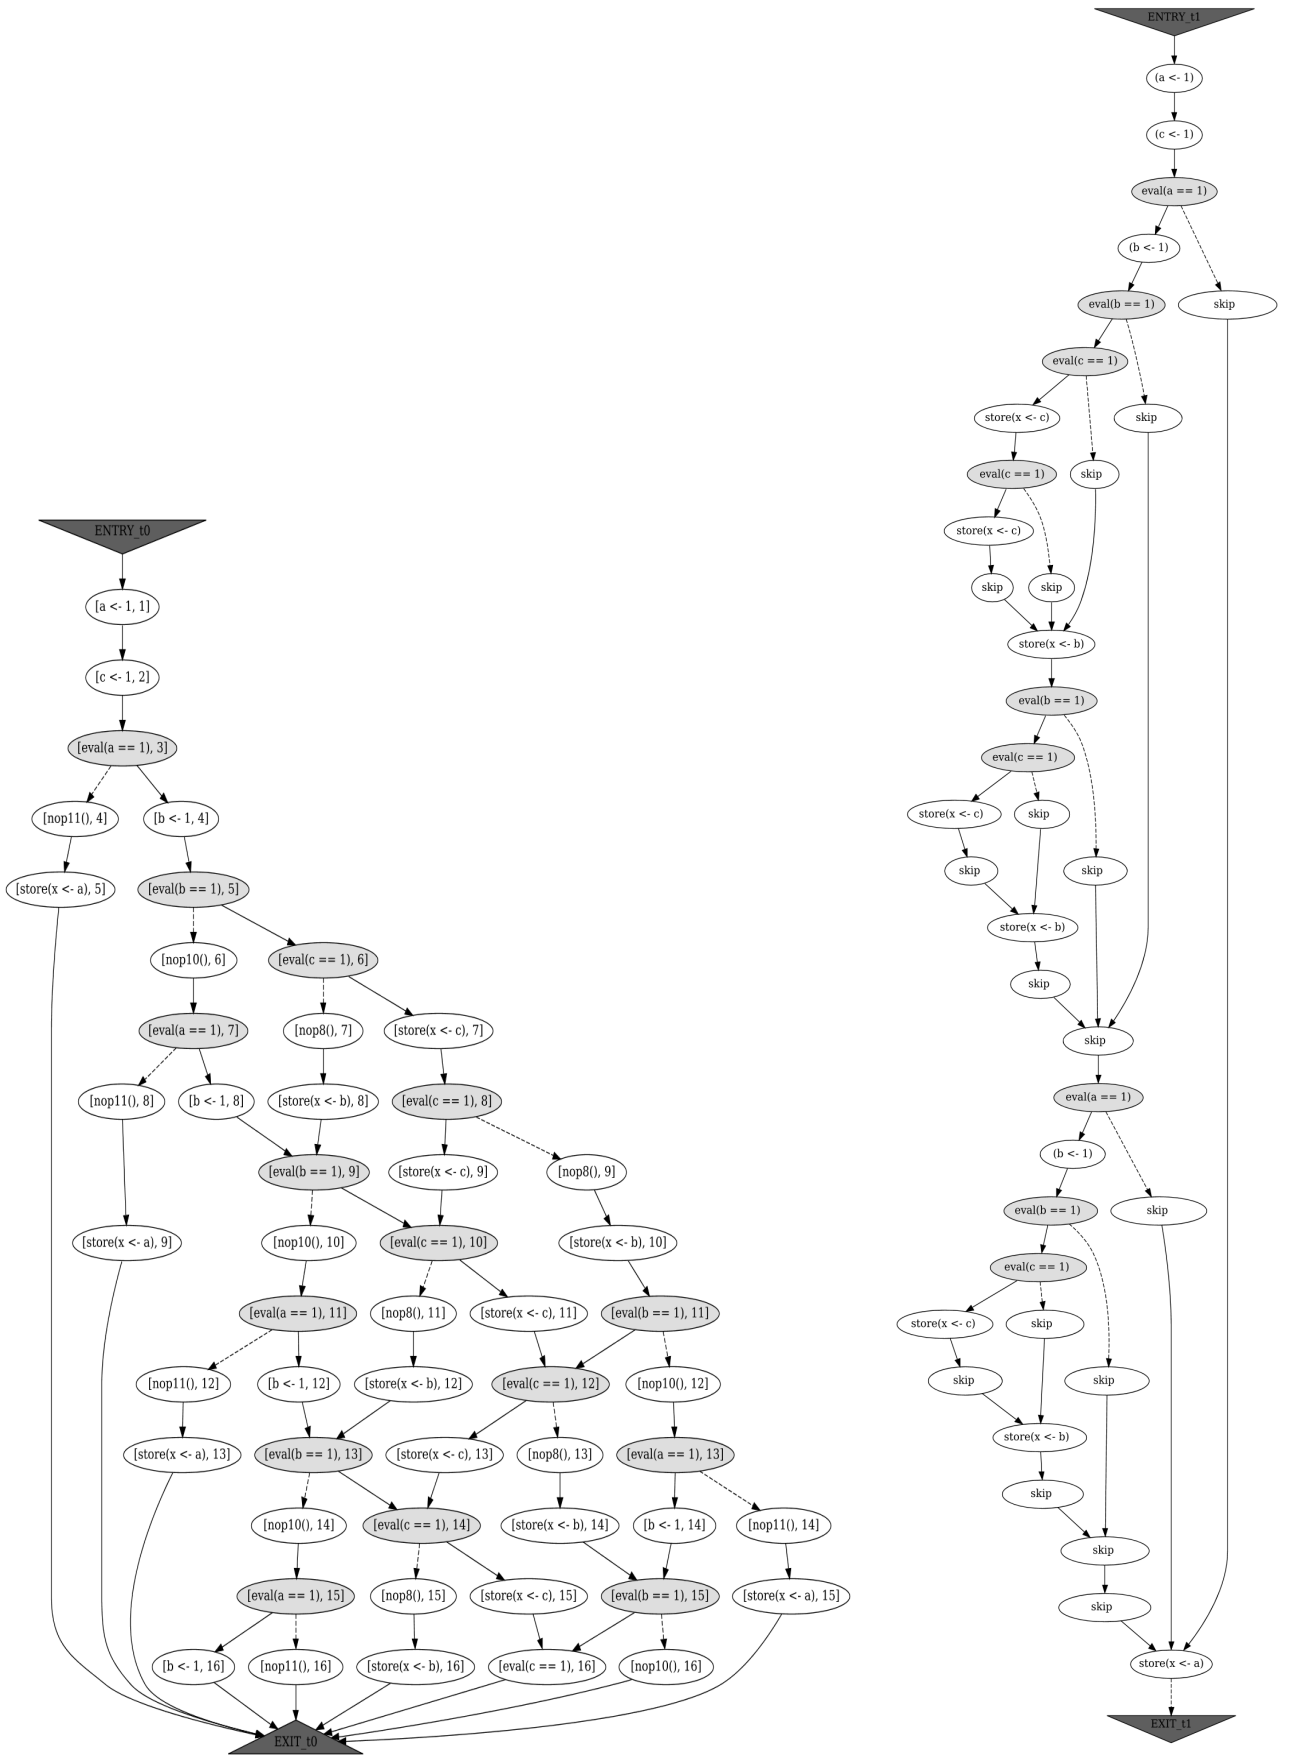 ENTRY_t1
(a <- 1)
(c <- 1)
eval(a == 1)
(b <- 1)
eval(b == 1)
skip
eval(c == 1)
store(x <- c)
skip
eval(c == 1)
skip
store(x <- c)
skip
skip
store(x <- b)
eval(b == 1)
eval(c == 1)
store(x <- c)
skip
skip
skip
store(x <- b)
skip
skip
eval(a == 1)
(b <- 1)
eval(b == 1)
skip
eval(c == 1)
store(x <- c)
skip
skip
skip
store(x <- b)
skip
skip
skip
store(x <- a)
EXIT_t1
ENTRY_t0
[a <- 1, 1]
[c <- 1, 2]
[eval(a == 1), 3]
[nop11(), 4]
[b <- 1, 4]
[store(x <- a), 5]
[eval(b == 1), 5]
[nop10(), 6]
[eval(c == 1), 6]
[eval(a == 1), 7]
[nop8(), 7]
[store(x <- c), 7]
[nop11(), 8]
[b <- 1, 8]
[store(x <- b), 8]
[eval(c == 1), 8]
[eval(b == 1), 9]
[store(x <- c), 9]
[nop8(), 9]
[store(x <- a), 9]
[nop10(), 10]
[eval(c == 1), 10]
[store(x <- b), 10]
[eval(a == 1), 11]
[nop8(), 11]
[store(x <- c), 11]
[eval(b == 1), 11]
[nop11(), 12]
[b <- 1, 12]
[store(x <- b), 12]
[eval(c == 1), 12]
[nop10(), 12]
[store(x <- a), 13]
[eval(b == 1), 13]
[store(x <- c), 13]
[nop8(), 13]
[eval(a == 1), 13]
[nop10(), 14]
[eval(c == 1), 14]
[store(x <- b), 14]
[b <- 1, 14]
[nop11(), 14]
[eval(a == 1), 15]
[nop8(), 15]
[store(x <- c), 15]
[eval(b == 1), 15]
[store(x <- a), 15]
[b <- 1, 16]
[nop11(), 16]
[store(x <- b), 16]
[eval(c == 1), 16]
[nop10(), 16]
EXIT_t0